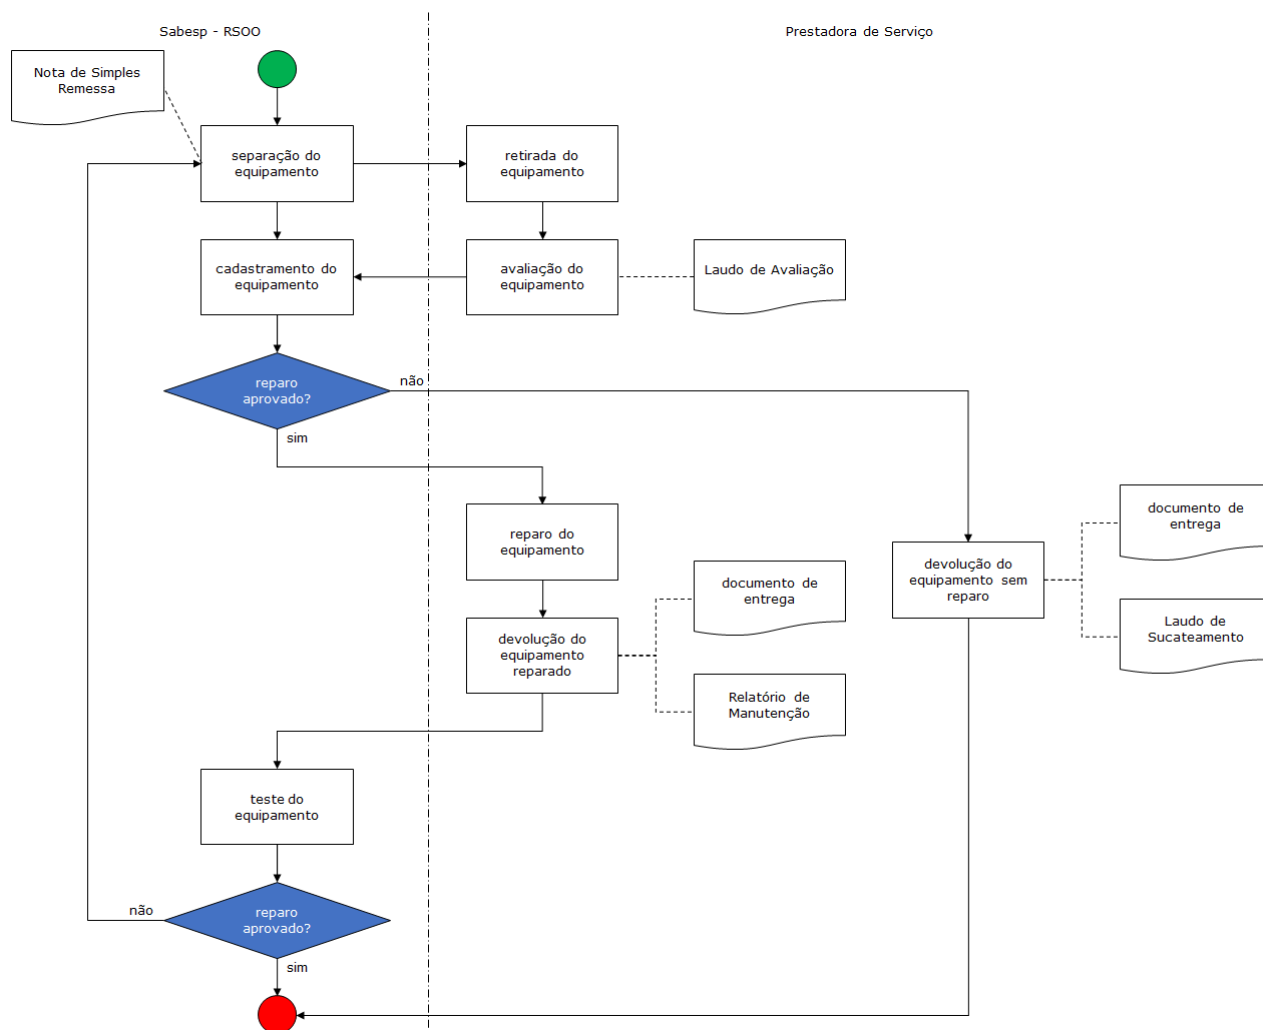 Sabesp - RSOO
Prestadora de Serviço
Nota de Simples
Remessa
separação do
equipamento
retirada do
equipamento
cadastramento do
equipamento
avaliação do
equipamento
Laudo de Avaliação
reparo
aprovado?
não
sim
reparo do
equipamento
documento de
entrega
devolução do
equipamento sem
reparo
documento de
entrega
Laudo de
Sucateamento
devolução do
equipamento
reparado
Relatório de
Manutenção
teste do
equipamento
reparo
aprovado?
não
sim